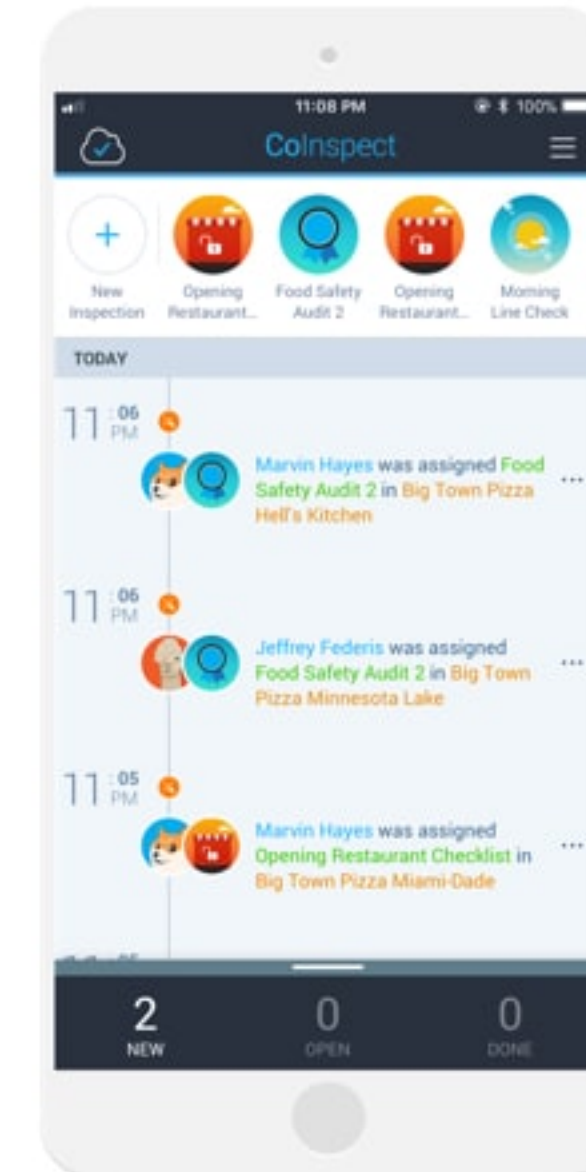 11:08 PM
100%
CoInspect
New
Inspection
Opening
Restaurant...
Food Safety
Audit 2
Opening
Restaurant...
Morning
Line Check
TODAY
11 :06
PM
Marvin Hayes was assigned Food
Safety Audit 2 in Big Town Pizza
Hell's Kitchen
11 :06
PM
Jeffrey Federis was assigned
Food Safety Audit 2 in Big Town
Pizza Minnesota Lake
11 :05
PM
Marvin Hayes was assigned
Opening Restaurant Checklist in
Big Town Pizza Miami-Dade
2
NEW
0
OPEN
0
DONE